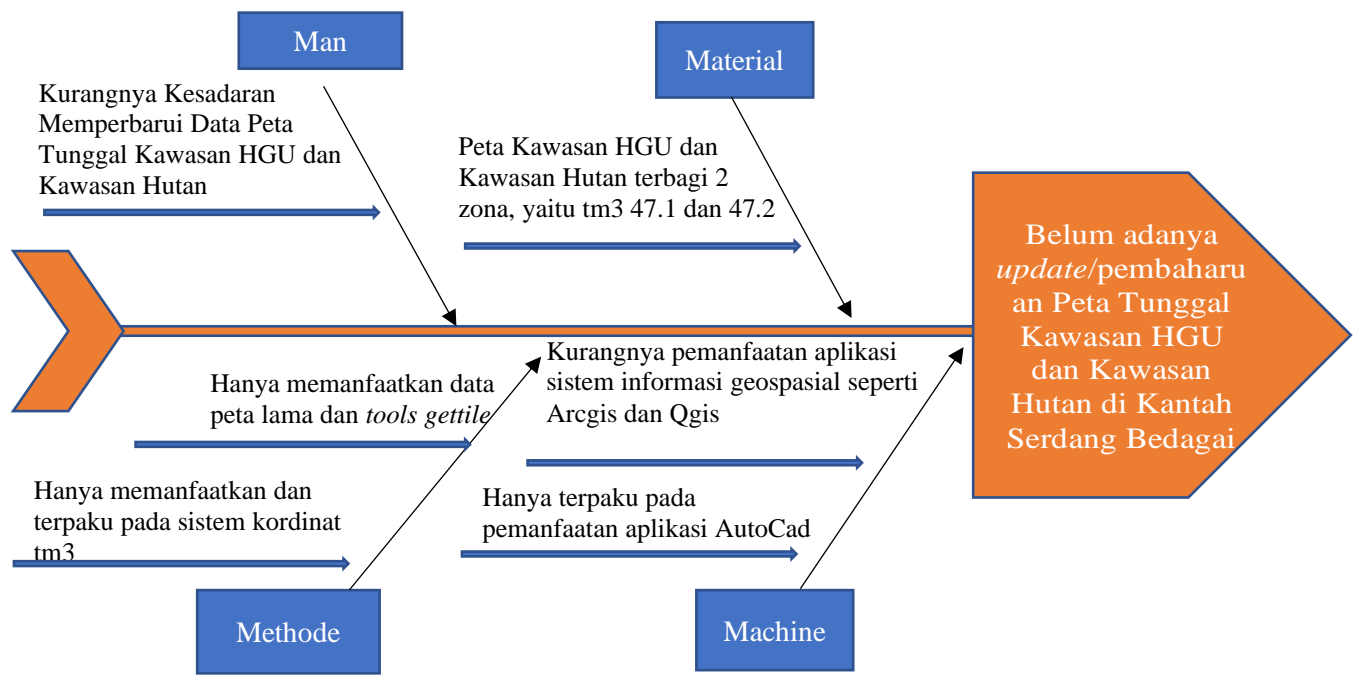 Man
Material
Kurangnya Kesadaran
Memperbarui Data Peta
Tunggal Kawasan HGU dan
Kawasan Hutan
Peta Kawasan HGU dan
Kawasan Hutan terbagi 2
zona, yaitu tm3 47.1 dan 47.2
Belum adanya
update/pembaharu
an Peta Tunggal
Kawasan HGU
dan Kawasan
Hutan di Kantah
Serdang Bedagai
Hanya memanfaatkan data
peta lama dan tools gettile
Kurangnya pemanfaatan aplikasi
sistem informasi geospasial seperti
Arcgis dan Qgis
Hanya memanfaatkan dan
terpaku pada sistem kordinat
tm3
Hanya terpaku pada
pemanfaatan aplikasi AutoCad
Methode
Machine